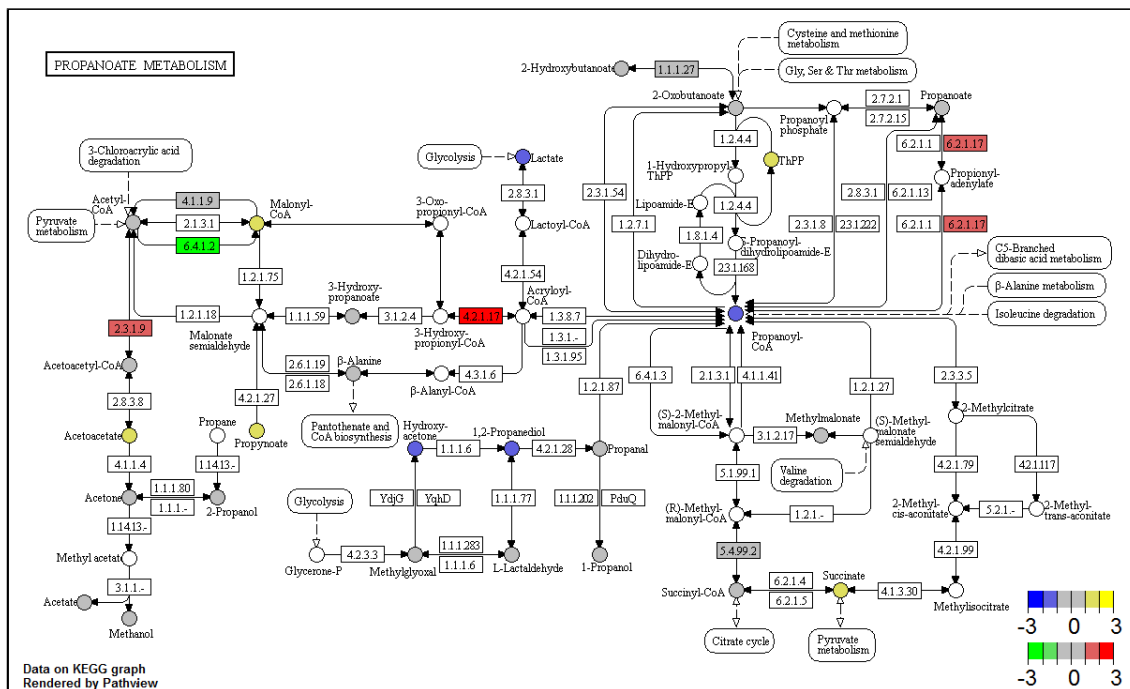 PROPANOATE METABOLISM
Cysteine and methionine
metabolism
Gly, Ser & Thr metabolism
2-Hydroxybutanoate
1.1.1.27
2-Oxobutanoate
Propanoyl
phosphate
2.7.2.1
2.7.2.15
Propanoate
3-Chloroacrylic acid
degradation
Glycolysis
Lactate
1.2.4.4
ThPP
6.2.1.1
6.2.1.17
1-Hydroxypropyl-
ThPP
Propionyl-
adenylate
Acetyl-
CoA
4.1.1.9
Malonyl-
CoA
2.8.3.1
2.3.1.54
2.8.3.1
6.2.1.13
Pyruvate
metabolism
2.1.3.1
3-Oxo-
propionyl-CoA
Lactoyl-CoA
Lipoamide-E
1.2.4.4
1.2.7.1
2.3.1.8
2.3.1.222
6.2.1.1
6.2.1.17
6.4.1.2
1.8.1.4
5-Propanoyl-
dihydrolipoamide-E
Dihydro-
lipoamide-E
2.3.1.168
C5-Branched
dibasic acid metabolism
1.2.1.75
4.2.1.54
β-Alanine metabolism
3-Hydroxy-
propanoate
Acryloyl-
CoA
Isoleucine degradation
1.2.1.18
1.1.1.59
3.1.2.4
4.2.1.17
1.3.8.7
2.3.1.9
Malonate
semialdehyde
3-Hydroxy-
propionyl-CoA
1.3.1.-
1.3.1.95
Propanoyl-
CoA
Acetoacetyl-CoA
2.6.1.19
2.6.1.18
β-Alanine
4.3.1.6
β-Alanyl-CoA
6.4.1.3
2.1.3.1
4.1.1.41
1.2.1.27
2.3.3.5
2.8.3.8
4.2.1.27
1.2.1.87
Acetoacetate
Propane
Propynoate
Pantothenate and
CoA biosynthesis
Hydroxy-
acetone
1,2-Propanediol
(S)-2-Methyl-
malonyl-CoA
Methylmalonate
(S)-Methyl-
malonate
semialdehyde
2-Methylcitrate
1.1.1.6
4.2.1.28
Propanal
3.1.2.17
4.1.1.4
1.14.13.-
5.1.99.1
Valine
degradation
4.2.1.79
4.2.1.117
Acetone
1.1.1.80
1.1.1.-
2-Propanol
Glycolysis
YdjG
YqhD
1.1.1.77
1.1.1.202
PduQ
(R)-Methyl-
malonyl-CoA
1.2.1.-
2-Methyl-
cis-aconitate
5.2.1.-
2-Methyl-
trans-aconitate
1.14.13.-
Methyl acetate
Glycerone-P
4.2.3.3
Methylglyoxal
1.1.1.283
1.1.1.6
L-Lactaldehyde
1-Propanol
5.4.99.2
4.2.1.99
3.1.1.-
Acetate
Methanol
Succinyl-CoA
6.2.1.4
6.2.1.5
Succinate
4.1.3.30
Methylisocitrate
Citrate cycle
Pyruvate
metabolism
-3 0 3
-3 0 3
Data on KEGG graph
Rendered by Pathview